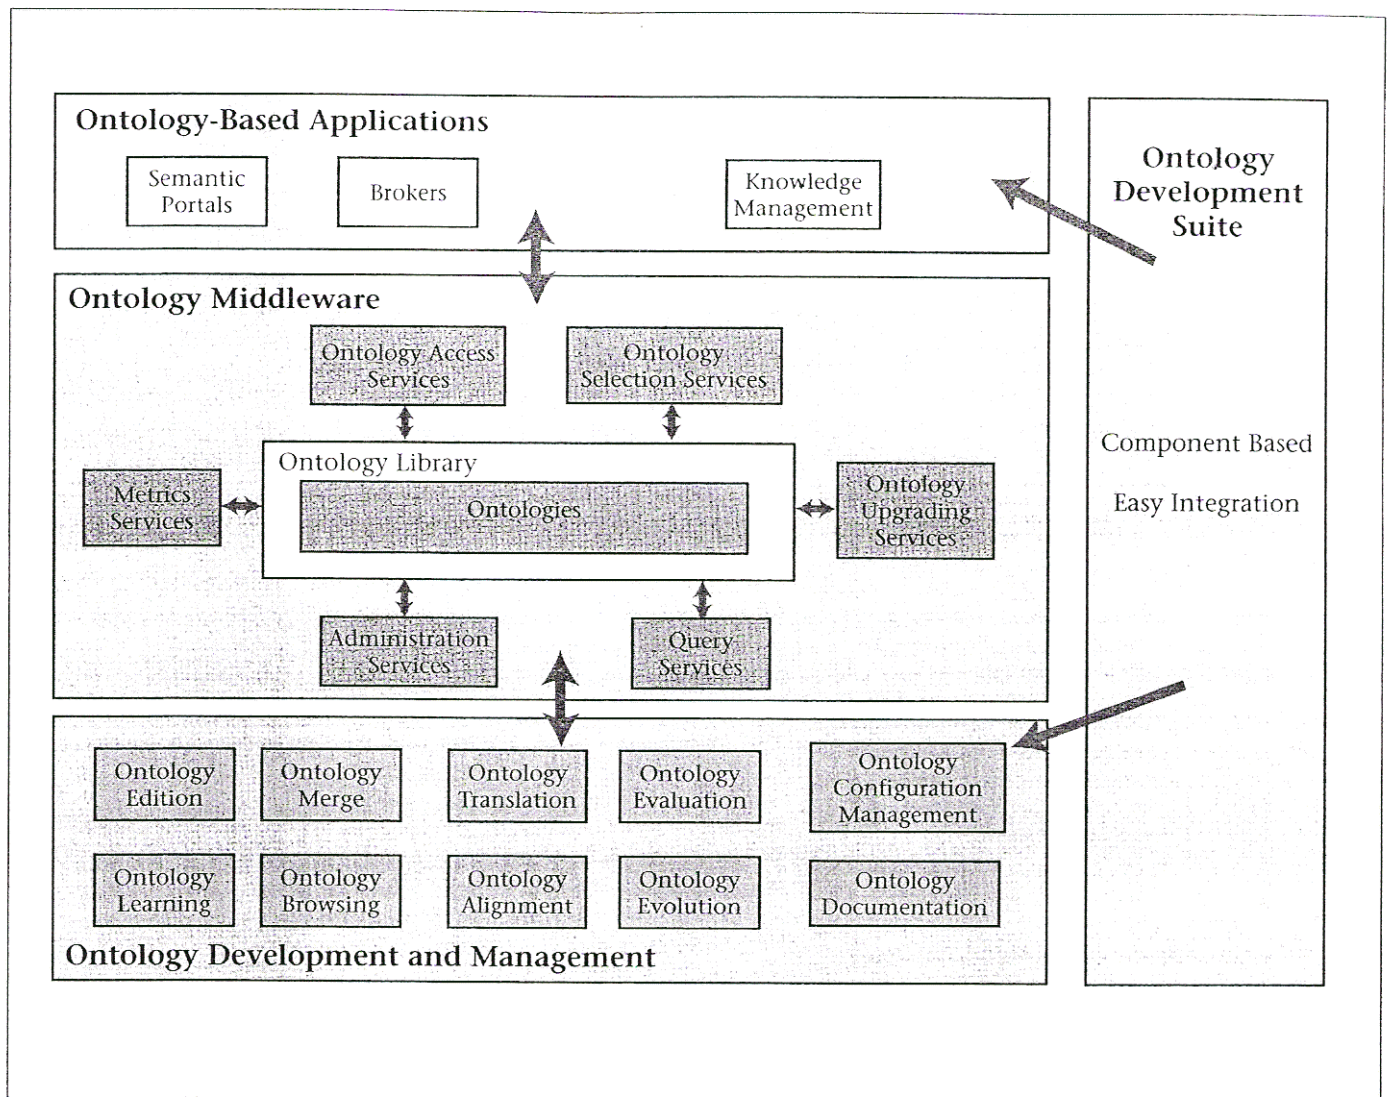 Ontology-Based Applications
Semantic
Portals
Brokers
Knowledge
Management
Ontology Middleware
Ontology Access
Services
Ontology
Selection Services
Ontology Library
Ontologies
Metrics
Services
Ontology
Upgrading
Services
Administration
Services
Query
Services
Ontology
Edition
Ontology
Merge
Ontology
Translation
Ontology
Evaluation
Ontology
Configuration
Management
Ontology
Learning
Ontology
Browsing
Ontology
Alignment
Ontology
Evolution
Ontology
Documentation
Ontology Development and Management
Ontology
Development
Suite
Component Based
Easy Integration